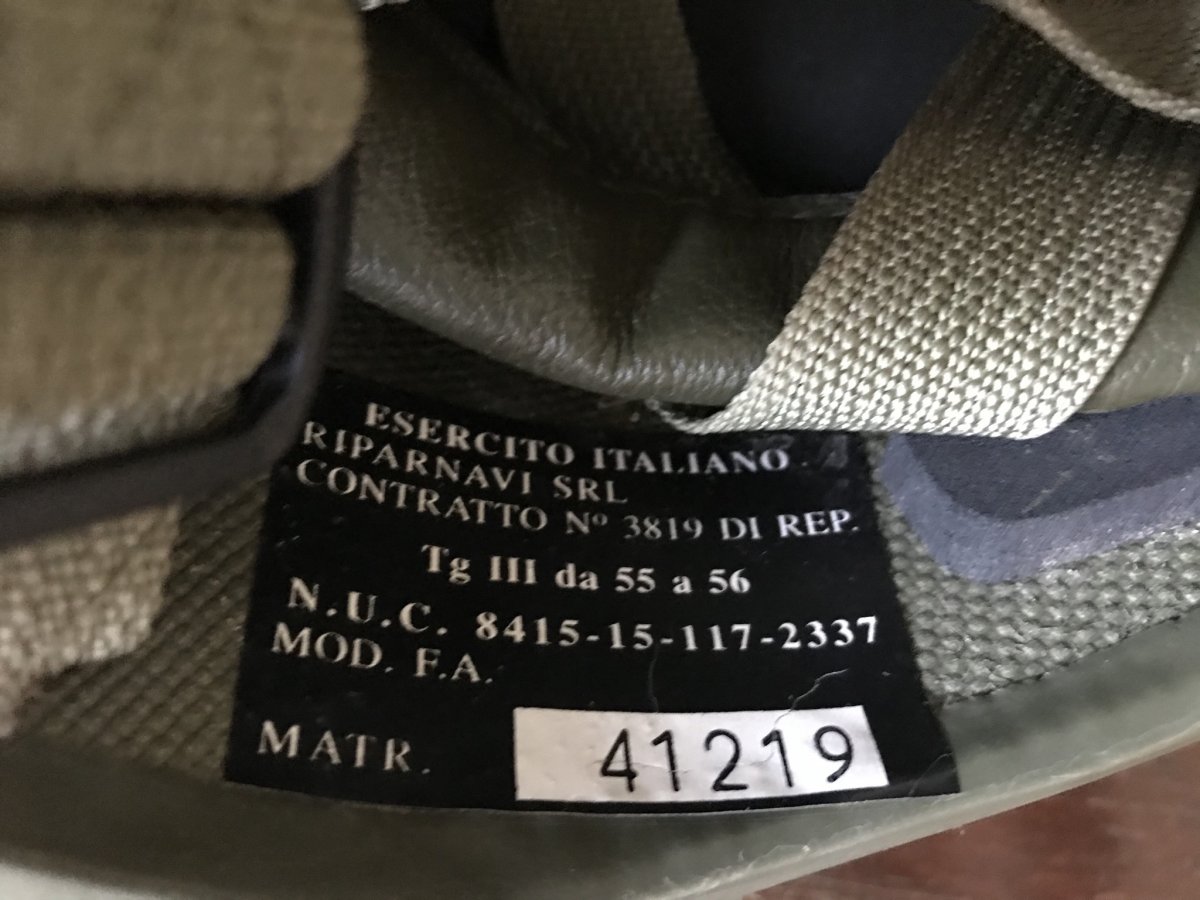 ESERCITO ITALIANO
RIPARNAVI SRL
CONTRATTO Nº 3819 DI REP.
Tg III da 55 a 56
N.U.C. 8415-15-117-2337
MOD. F.A.
MATR. 41219